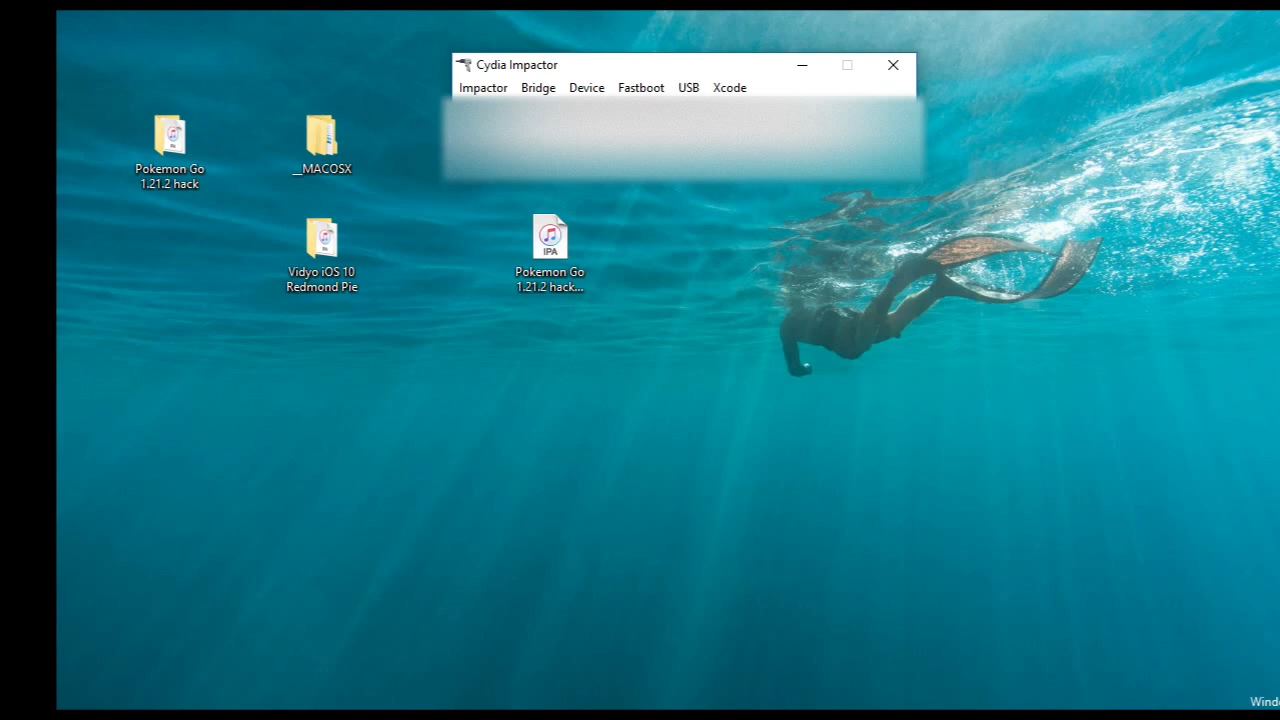 Cydia Impactor
Impactor Bridge Device Fastboot USB Xcode
Pokemon Go
1.21.2 hack
__MACOSX
Vidyo iOS 10
Redmond Pie
IPA
Pokemon Go
1.21.2 hack...
Windo